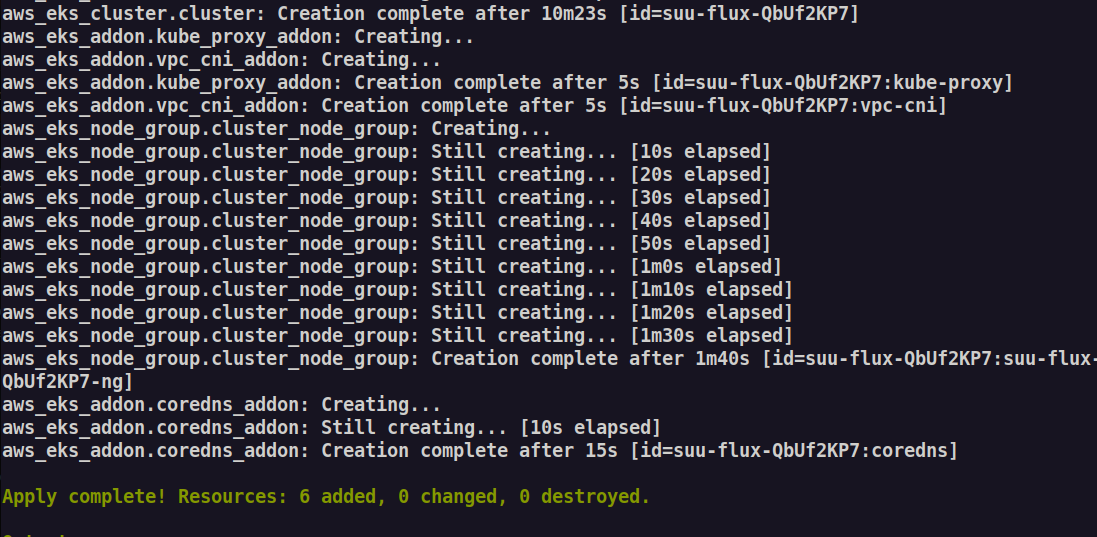 aws_eks_cluster.cluster: Creation complete after 10m23s [id=suu-flux-QbUf2KP7]
aws_eks_addon.kube_proxy_addon: Creating...
aws_eks_addon.vpc_cni_addon: Creating...
aws_eks_addon.kube_proxy_addon: Creation complete after 5s [id=suu-flux-QbUf2KP7:kube-proxy]
aws_eks_addon.vpc_cni_addon: Creation complete after 5s [id=suu-flux-QbUf2KP7:vpc-cni]
aws_eks_node_group.cluster_node_group: Creating...
aws_eks_node_group.cluster_node_group: Still creating... [10s elapsed]
aws_eks_node_group.cluster_node_group: Still creating... [20s elapsed]
aws_eks_node_group.cluster_node_group: Still creating... [30s elapsed]
aws_eks_node_group.cluster_node_group: Still creating... [40s elapsed]
aws_eks_node_group.cluster_node_group: Still creating... [50s elapsed]
aws_eks_node_group.cluster_node_group: Still creating... [1m0s elapsed]
aws_eks_node_group.cluster_node_group: Still creating... [1m10s elapsed]
aws_eks_node_group.cluster_node_group: Still creating... [1m20s elapsed]
aws_eks_node_group.cluster_node_group: Still creating... [1m30s elapsed]
aws_eks_node_group.cluster_node_group: Creation complete after 1m40s [id=suu-flux-QbUf2KP7:suu-flux-
QbUf2KP7-ng]
aws_eks_addon.coredns_addon: Creating...
aws_eks_addon.coredns_addon: Still creating... [10s elapsed]
aws_eks_addon.coredns_addon: Creation complete after 15s [id=suu-flux-QbUf2KP7:coredns]
Apply complete! Resources: 6 added, 0 changed, 0 destroyed.